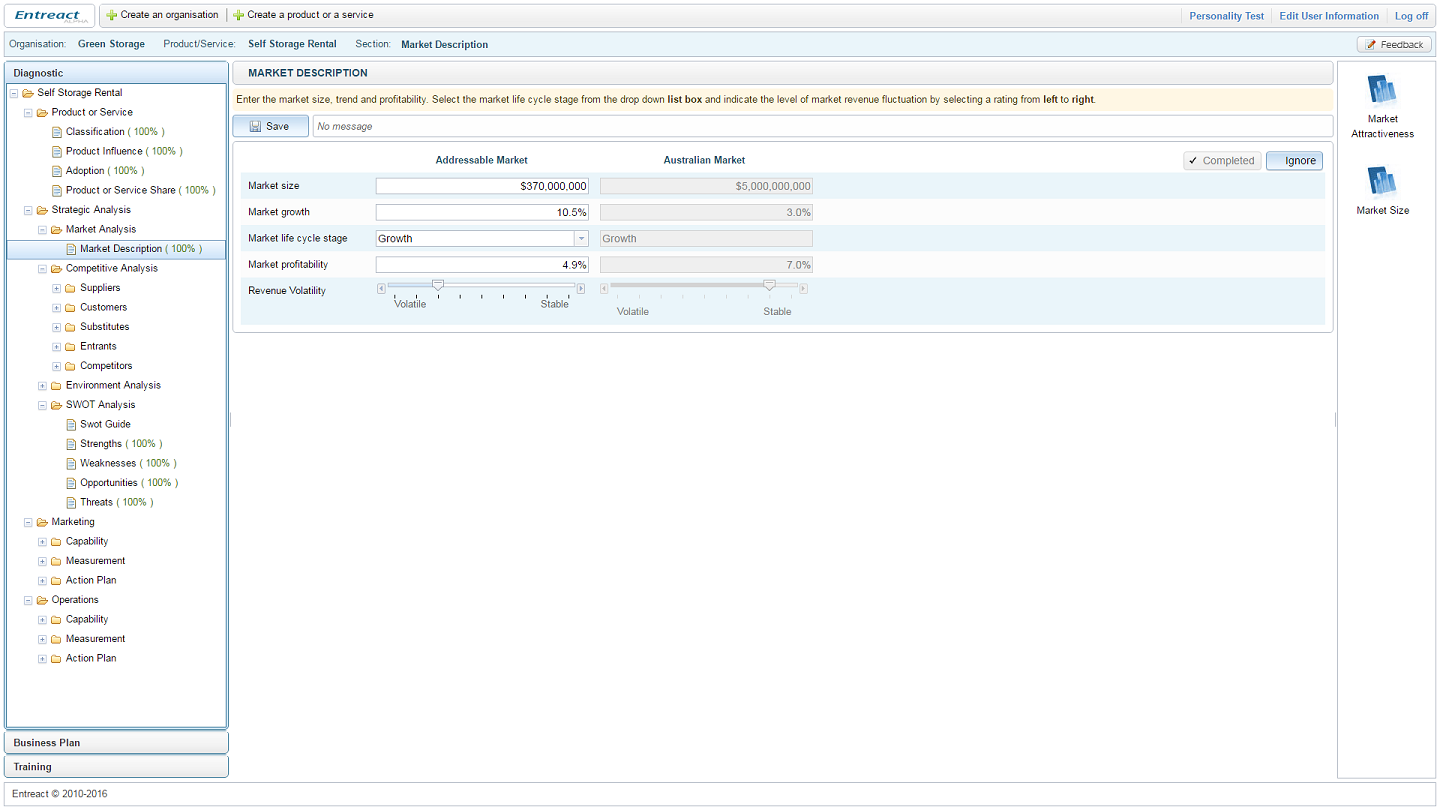 Entreact ALPHA
Create an organisation
Create a product or a service
Personality Test
Edit User Information
Log off
Organisation: Green Storage Product/Service: Self Storage Rental Section: Market Description
Feedback
Diagnostic
Self Storage Rental
Product or Service
Classification ( 100% )
Product Influence ( 100% )
Adoption ( 100% )
Product or Service Share ( 100% )
Strategic Analysis
Market Analysis
Market Description ( 100% )
Competitive Analysis
Suppliers
Customers
Substitutes
Entrants
Competitors
Environment Analysis
SWOT Analysis
Swot Guide
Strengths ( 100% )
Weaknesses ( 100% )
Opportunities ( 100% )
Threats ( 100% )
Marketing
Capability
Measurement
Action Plan
Operations
Capability
Measurement
Action Plan
Business Plan
Training
MARKET DESCRIPTION
Enter the market size, trend and profitability. Select the market life cycle stage from the drop down list box and indicate the level of market revenue fluctuation by selecting a rating from left to right.
Save
No message
Addressable Market Australian Market
Completed
Ignore
Market size $370,000,000 $5,000,000,000
Market growth 10.5% 3.0%
Market life cycle stage Growth Growth
Market profitability 4.9% 7.0%
Revenue Volatility
Volatile Stable
Volatile Stable
Market
Attractiveness
Market Size
Entreact © 2010-2016